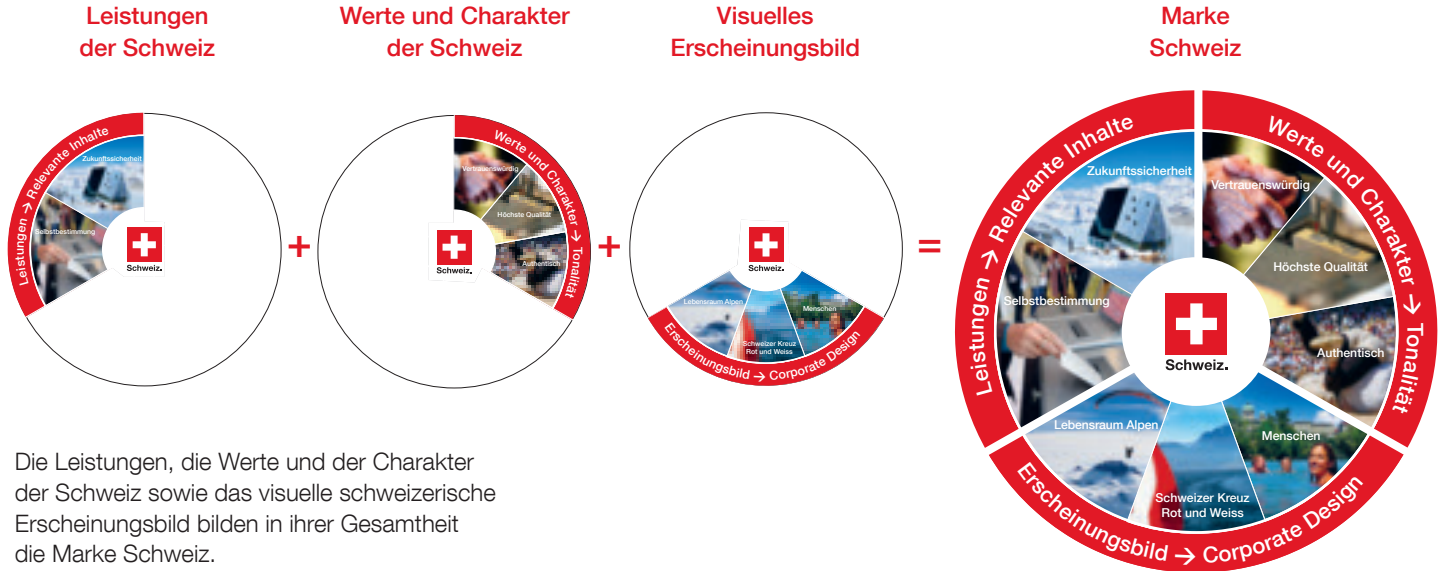 Leistungen
der Schweiz
Werte und Charakter
der Schweiz
Visuelles
Erscheinungsbild
Marke
Schweiz
Leistungen → Relevante Inhalte
Zukunftssicherheit
Selbstbestimmung
Schweiz.
+
Werte und Charakter → Tonalität
Vertrauenswürdig
Höchste Qualität
Authentisch
Schweiz.
+
Lebensraum Alpen
Schweizer Kreuz
Rot und Weiss
Menschen
Erscheinungsbild → Corporate Design
Schweiz.
=
Leistungen → Relevante Inhalte
Werte und Charakter → Tonalität
Zukunftssicherheit
Vertrauenswürdig
Höchste Qualität
Selbstbestimmung
Authentisch
Schweiz.
Lebensraum Alpen
Menschen
Schweizer Kreuz
Rot und Weiss
Erscheinungsbild → Corporate Design
Die Leistungen, die Werte und der Charakter
der Schweiz sowie das visuelle schweizerische
Erscheinungsbild bilden in ihrer Gesamtheit
die Marke Schweiz.